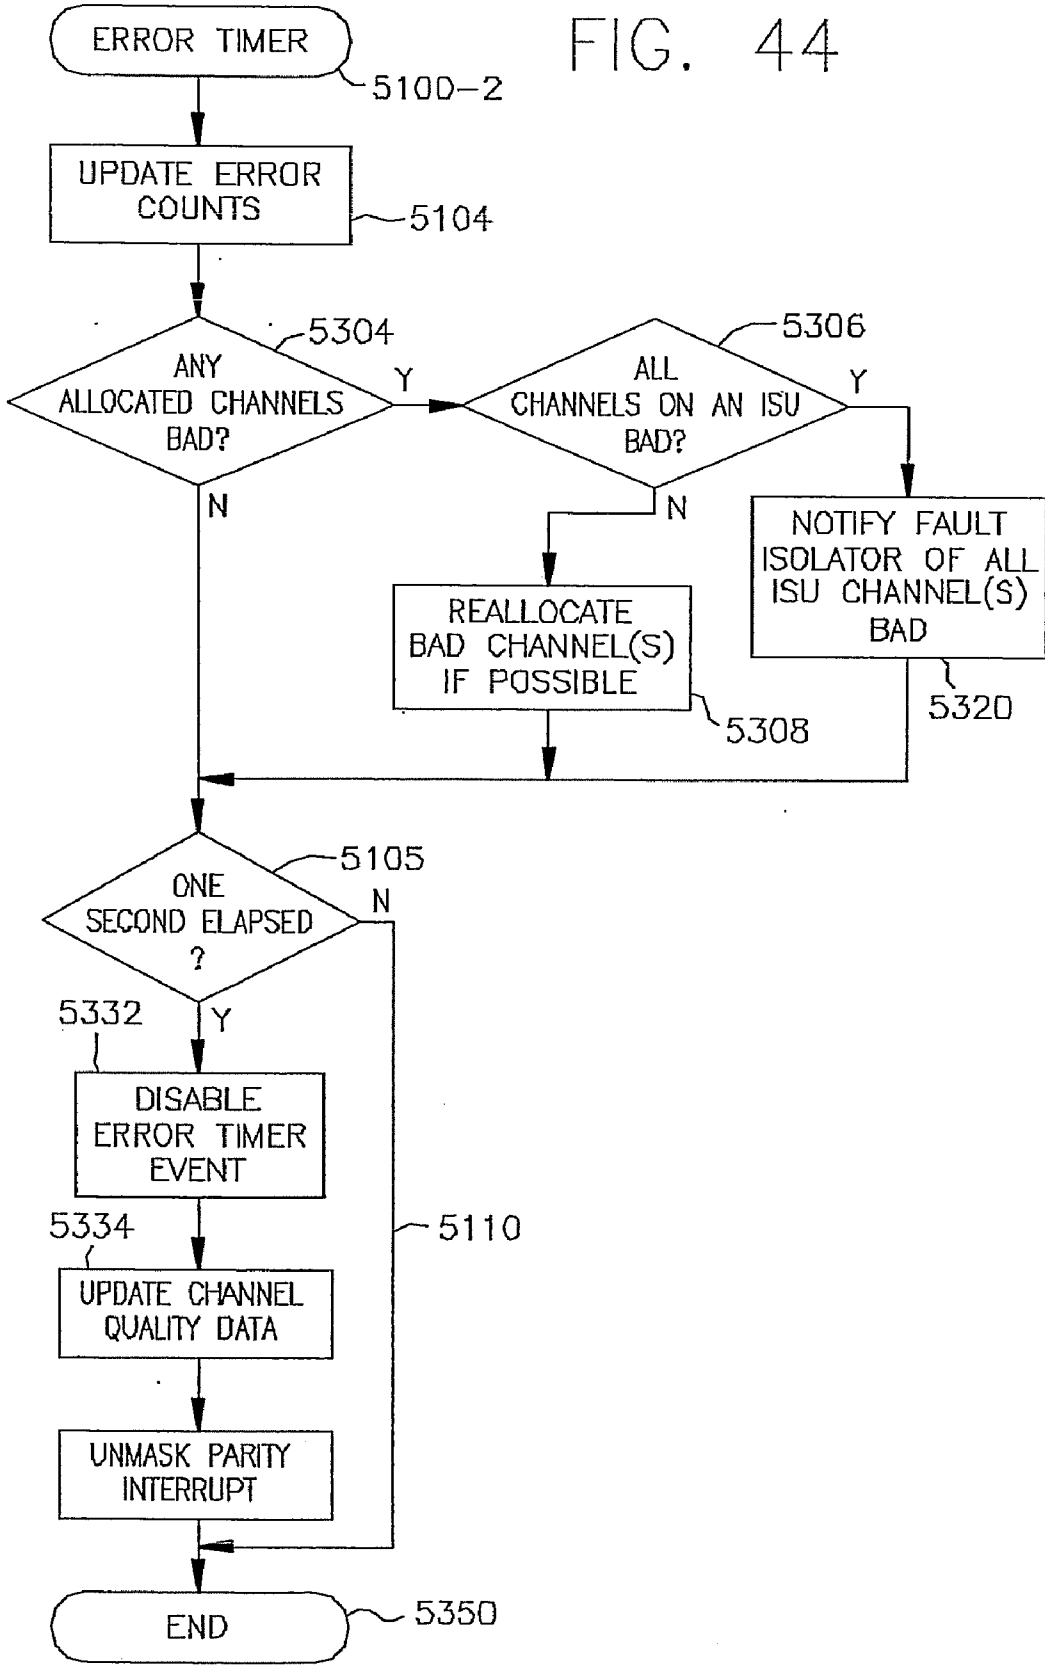 FIG. 44
ERROR TIMER
5100-2
UPDATE ERROR
COUNTS
5104
5304
ANY
ALLOCATED CHANNELS
BAD?
Y
N
5306
ALL
CHANNELS ON AN ISU
BAD?
Y
N
NOTIFY FAULT
ISOLATOR OF ALL
ISU CHANNEL(S)
BAD
5320
REALLOCATE
BAD CHANNEL(S)
IF POSSIBLE
5308
5105
ONE
SECOND ELAPSED
?
N
Y
5332
DISABLE
ERROR TIMER
EVENT
5110
5334
UPDATE CHANNEL
QUALITY DATA
UNMASK PARITY
INTERRUPT
END
5350